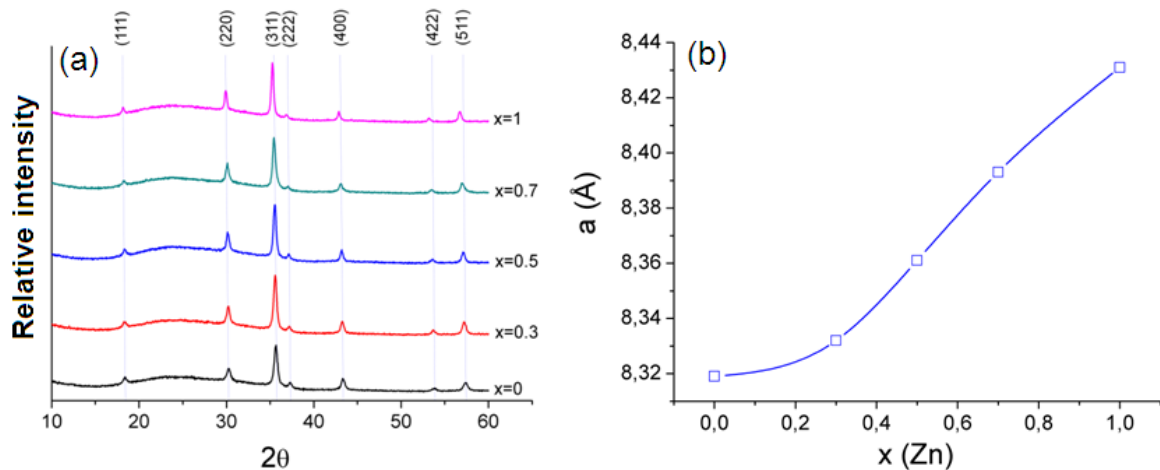 (a)
(111)
(220)
(311)
(222)
(400)
(422)
(511)
Relative intensity
x=1
x=0.7
x=0.5
x=0.3
x=0
10
20
30
40
50
60
2θ
(b)
8,44
8,42
8,40
8,38
8,36
8,34
8,32
a (Å)
0,0
0,2
0,4
0,6
0,8
1,0
x (Zn)